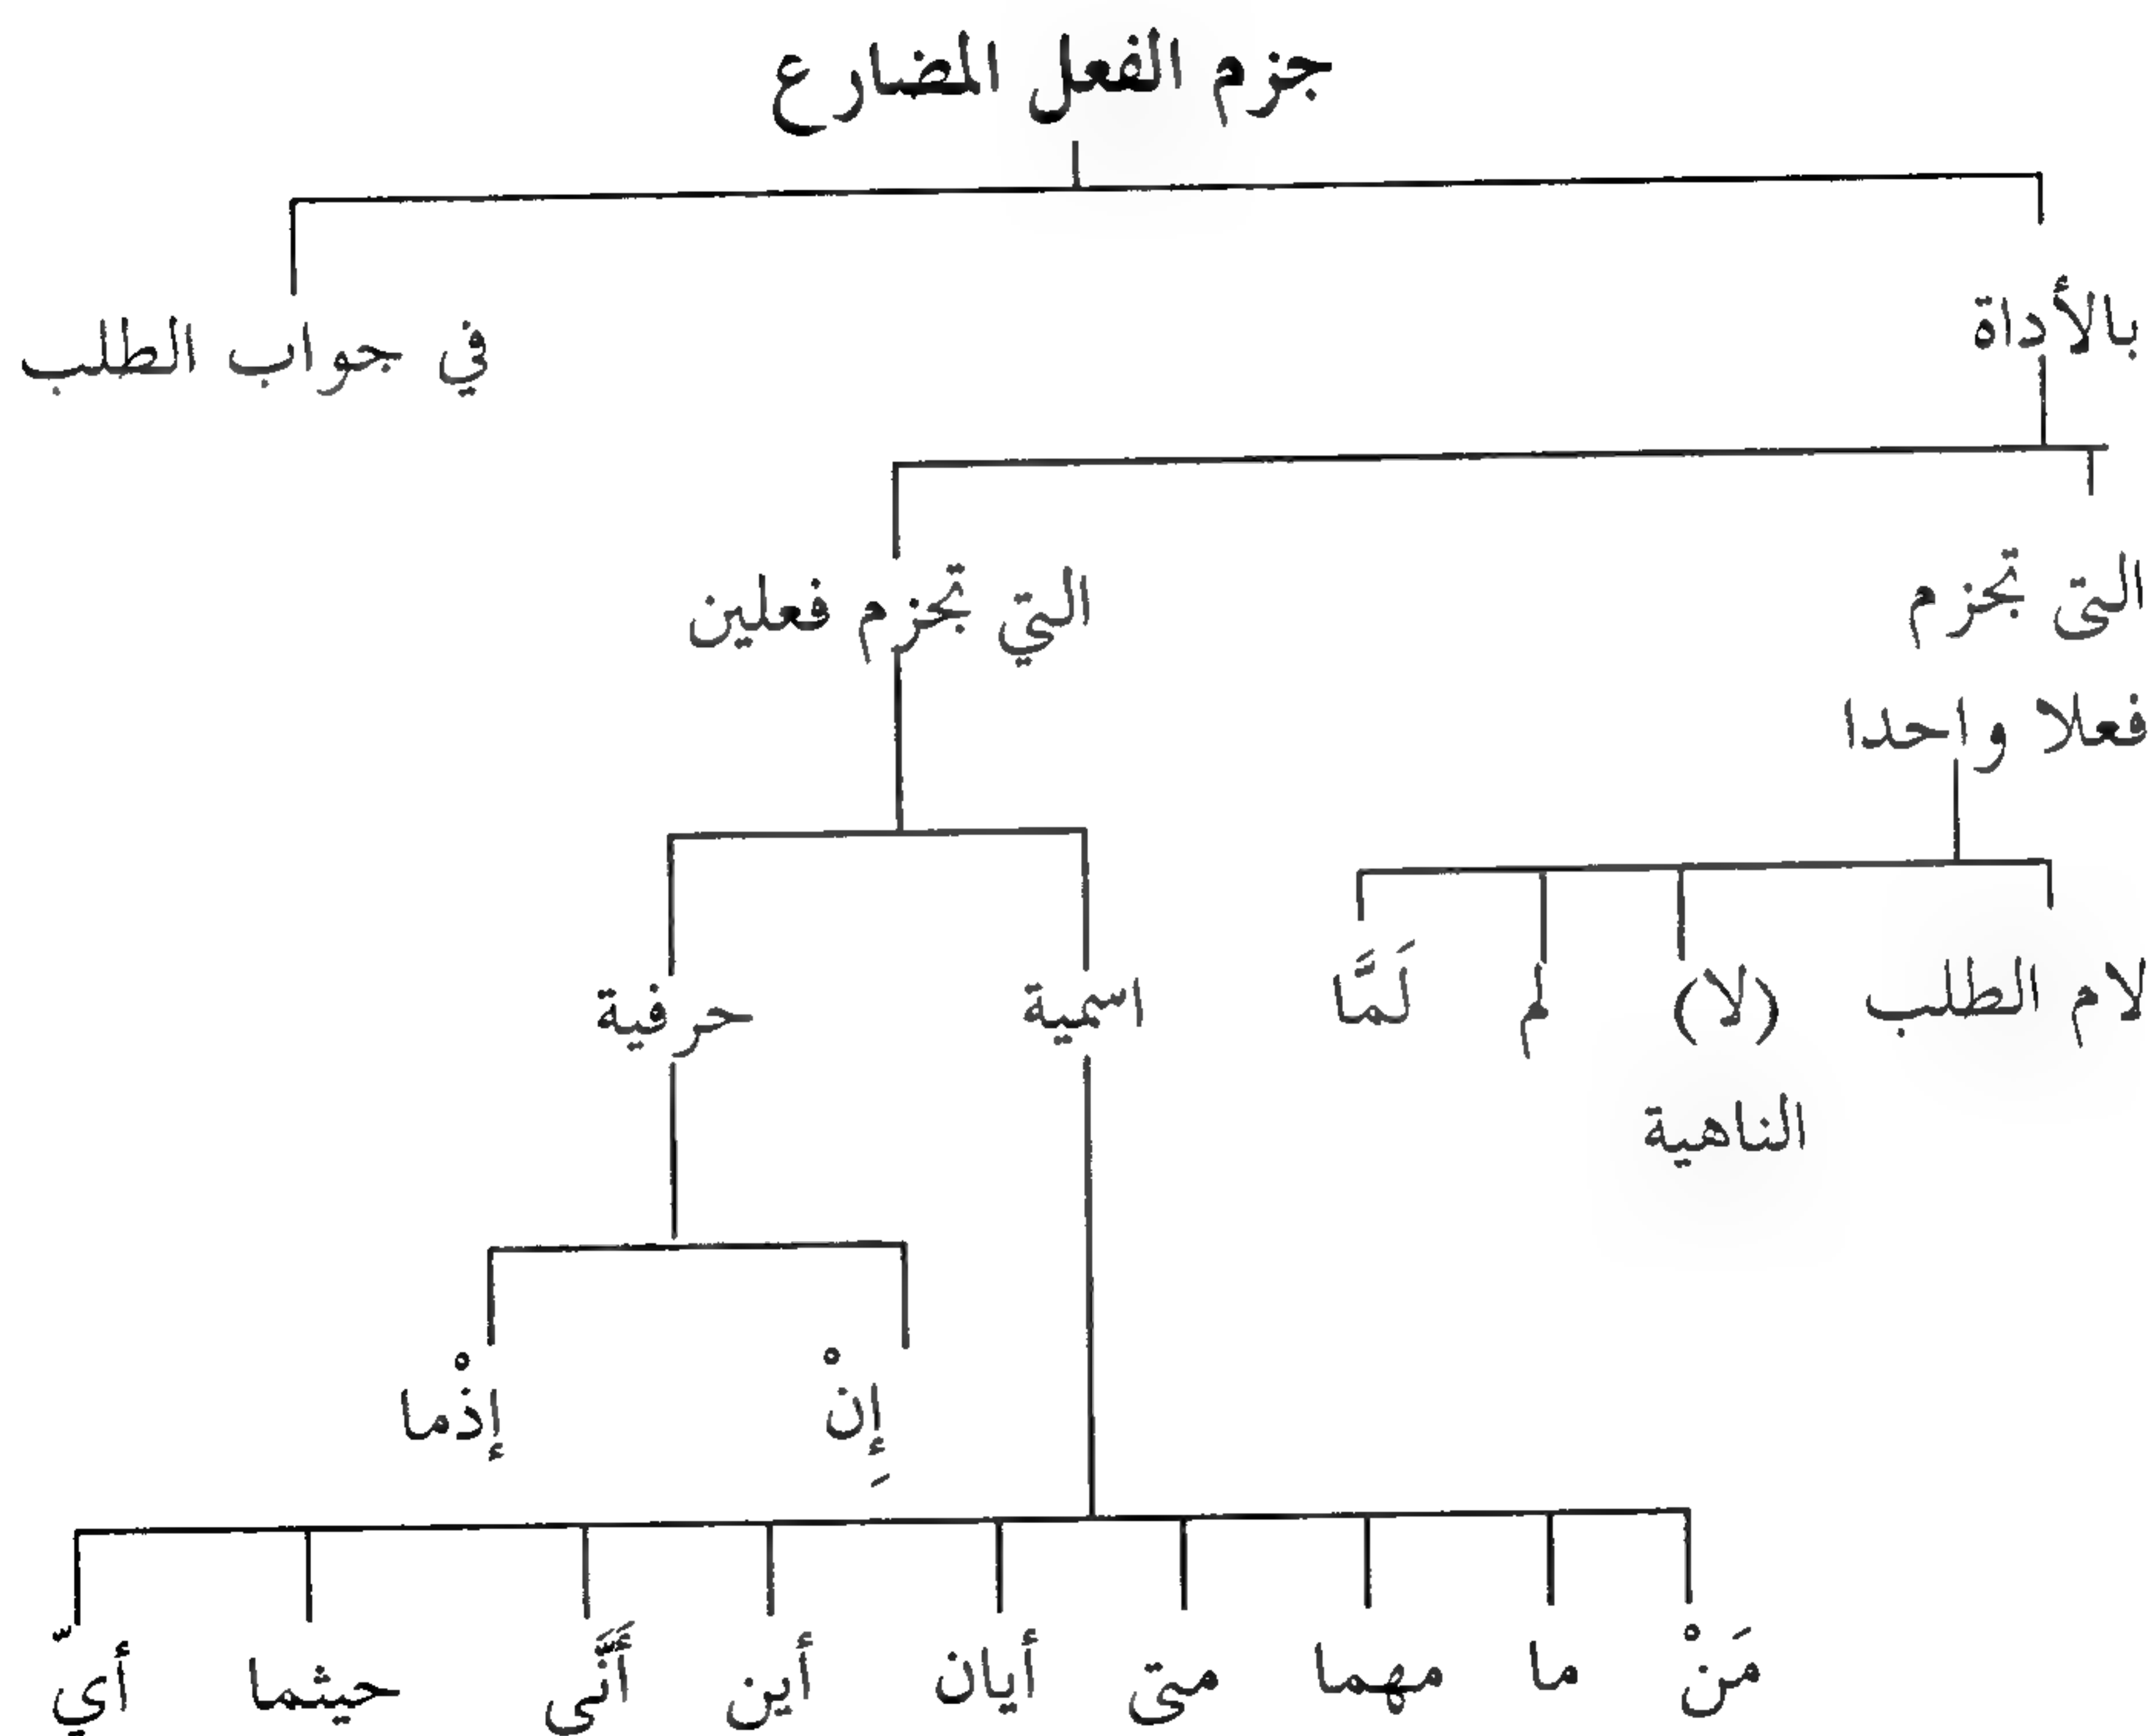 جزم الفعل المضارع
بالأداة
في جواب الطلب
التى تجزم
فعلا واحدا
التي تجزم فعلين
لام الطلب
(لا)
الناهية
لم
لَمَّا
اسمية
حرفية
إِنْ
إذْما
مَنْ
ما
مهما
متى
أيان
أين
أَنَّى
حيثما
أيّ